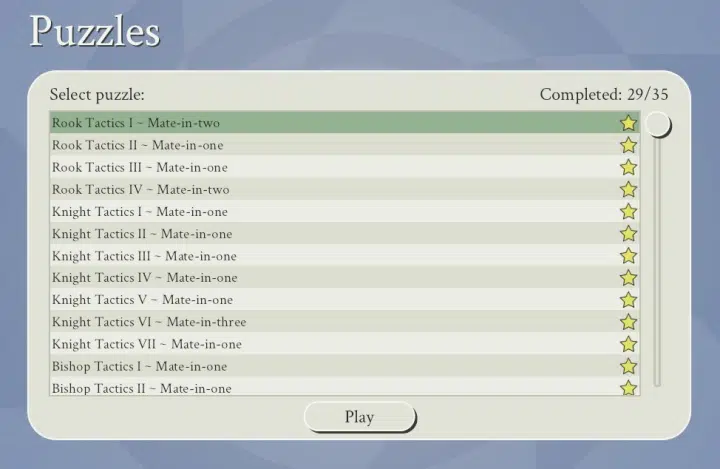 Puzzles
Select puzzle: Completed: 29/35
Rook Tactics I ~ Mate-in-two
Rook Tactics II ~ Mate-in-one
Rook Tactics III ~ Mate-in-one
Rook Tactics IV ~ Mate-in-two
Knight Tactics I ~ Mate-in-one
Knight Tactics II ~ Mate-in-one
Knight Tactics III ~ Mate-in-one
Knight Tactics IV ~ Mate-in-one
Knight Tactics V ~ Mate-in-one
Knight Tactics VI ~ Mate-in-three
Knight Tactics VII ~ Mate-in-one
Bishop Tactics I ~ Mate-in-one
Bishop Tactics II ~ Mate-in-one
Play